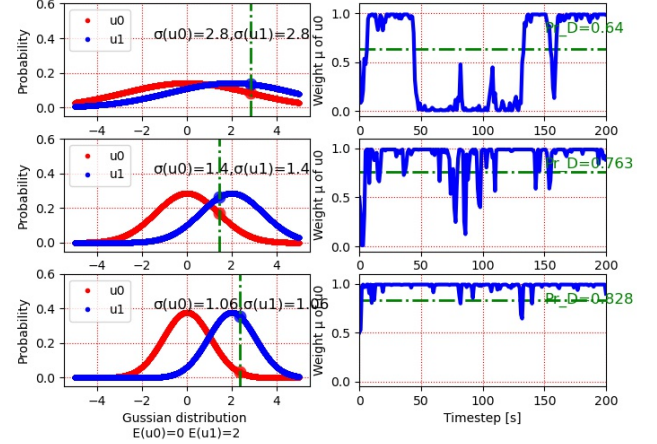 0.6
0.4
0.2
0.0
Probability
u0
u1
σ(u0)=2.8,σ(u1)=2.8
−4 −2 0 2 4
1.0
0.5
0.0
Weight μ of u0
Pr_D=0.64
0 50 100 150 200
0.6
0.4
0.2
0.0
Probability
u0
u1
σ(u0)=1.4,σ(u1)=1.4
−4 −2 0 2 4
1.0
0.5
0.0
Weight μ of u0
Pr_D=0.763
0 50 100 150 200
0.6
0.4
0.2
0.0
Probability
u0
u1
σ(u0)=1.06,σ(u1)=1.06
−4 −2 0 2 4
Gussian distribution
E(u0)=0 E(u1)=2
1.0
0.5
0.0
Weight μ of u0
Pr_D=0.828
0 50 100 150 200
Timestep [s]